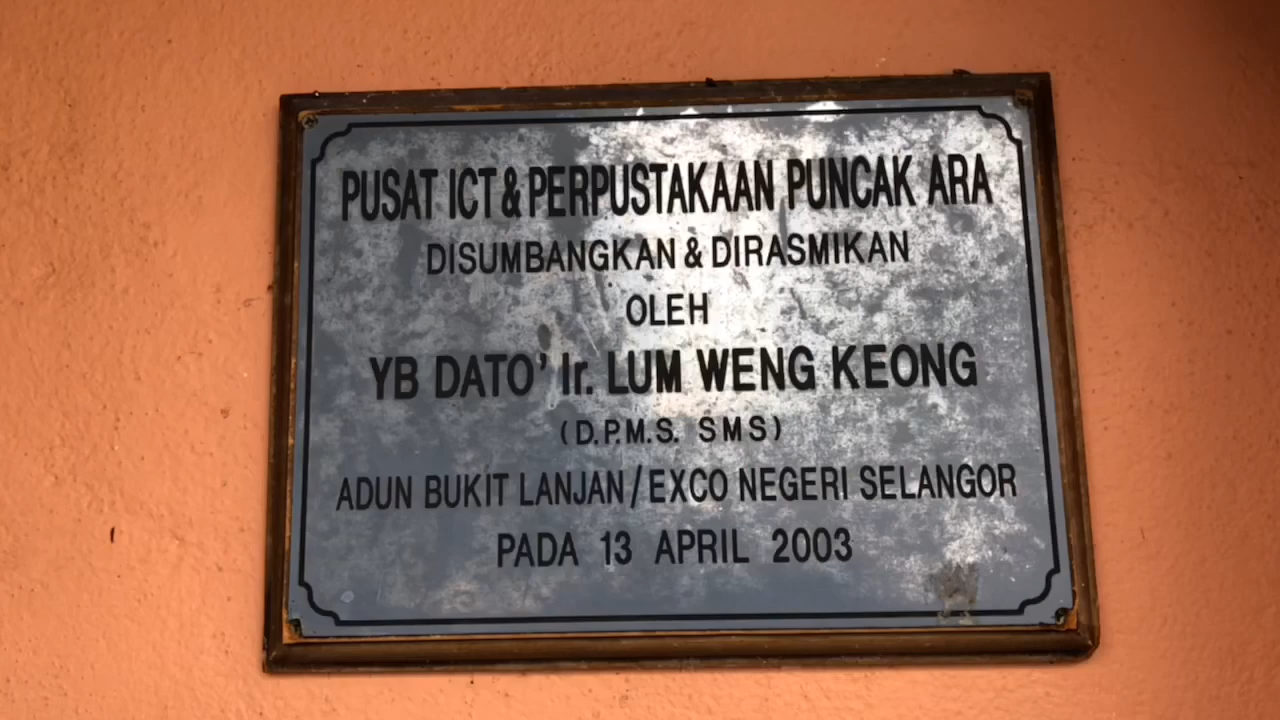 PUSAT ICT & PERPUSTAKAAN PUNCAK ARA
DISUMBANGKAN & DIRASMIKAN
OLEH
YB DATO' Ir. LUM WENG KEONG
(D.P.M.S. SMS)
ADUN BUKIT LANJAN/EXCO NEGERI SELANGOR
PADA 13 APRIL 2003